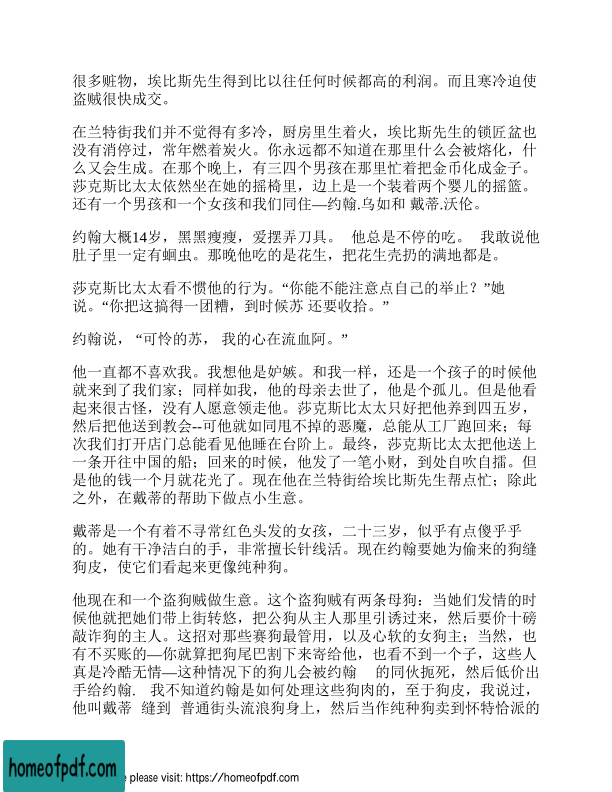 很多赃物，埃比斯先生得到比以往任何时候都高的利润。而且寒冷迫使
盗贼很快成交。
在兰特街我们并不觉得有多冷，厨房里生着火，埃比斯先生的锁匠盆也
没有消停过，常年燃着炭火。你永远都不知道在那里什么会被熔化，什
么又会生成。在那个晚上，有三四个男孩在那里忙着把金币化成金子。
莎克斯比太太依然坐在她的摇椅里，边上是一个装着两个婴儿的摇篮。
还有一个男孩和一个女孩和我们同住—约翰.乌如和 戴蒂.沃伦。
约翰大概14岁，黑黑瘦瘦，爱摆弄刀具。 他总是不停的吃。 我敢说他
肚子里一定有蛔虫。那晚他吃的是花生，把花生壳扔的满地都是。
莎克斯比太太看不惯他的行为。“你能不能注意点自己的举止？”她
说。“你把这搞得一团糟，到时候苏 还要收拾。”
约翰说， “可怜的苏， 我的心在流血阿。”
他一直都不喜欢我。我想他是妒嫉。和我一样，还是一个孩子的时候他
就来到了我们家；同样如我，他的母亲去世了，他是个孤儿。但是他看
起来很古怪，没有人愿意领走他。莎克斯比太太只好把他养到四五岁，
然后把他送到教会--可他就如同甩不掉的恶魔，总能从工厂跑回来；每
次我们打开店门总能看见他睡在台阶上。最终，莎克斯比太太把他送上
一条开往中国的船；回来的时候，他发了一笔小财，到处自吹自擂。但
是他的钱一个月就花光了。现在他在兰特街给埃比斯先生帮点忙；除此
之外，在戴蒂的帮助下做点小生意。
戴蒂是一个有着不寻常红色头发的女孩，二十三岁，似乎有点傻乎乎
的。她有干净洁白的手，非常擅长针线活。现在约翰要她为偷来的狗缝
狗皮，使它们看起来更像纯种狗。
他现在和一个盗狗贼做生意。这个盗狗贼有两条母狗：当她们发情的时
候他就把她们带上街转悠，把公狗从主人那里引诱过来，然后要价十磅
敲诈狗的主人。这招对那些赛狗最管用，以及心软的女狗主；当然，也
有不买账的—你就算把狗尾巴割下来寄给他，也看不到一个子，这些人
真是冷酷无情—这种情况下的狗儿会被约翰 的同伙扼死，然后低价出
手给约翰. 我不知道约翰是如何处理这些狗肉的，至于狗皮，我说过，
他叫戴蒂 缝到 普通街头流浪狗身上，然后当作纯种狗卖到怀特恰派的
homeofpdf.com
e please visit: https://homeofpdf.com